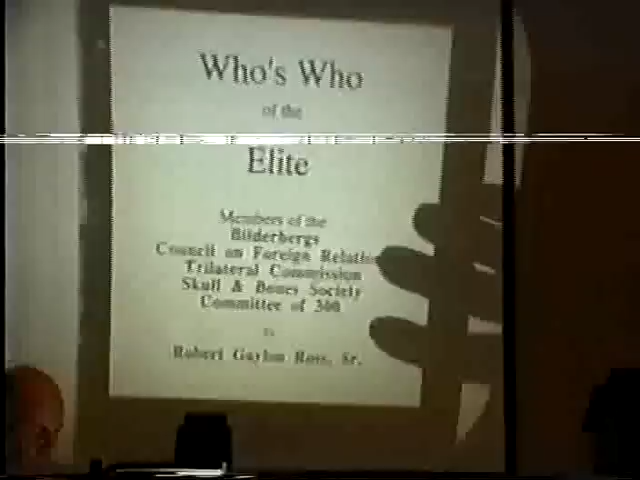 Who's Who
of the
Elite
Members of the
Bilderbergs
Council on Foreign Relatio
Trilateral Commission
Skull & Bones Society
Committee of 300
by
Robert Gaylon Ross, Sr.